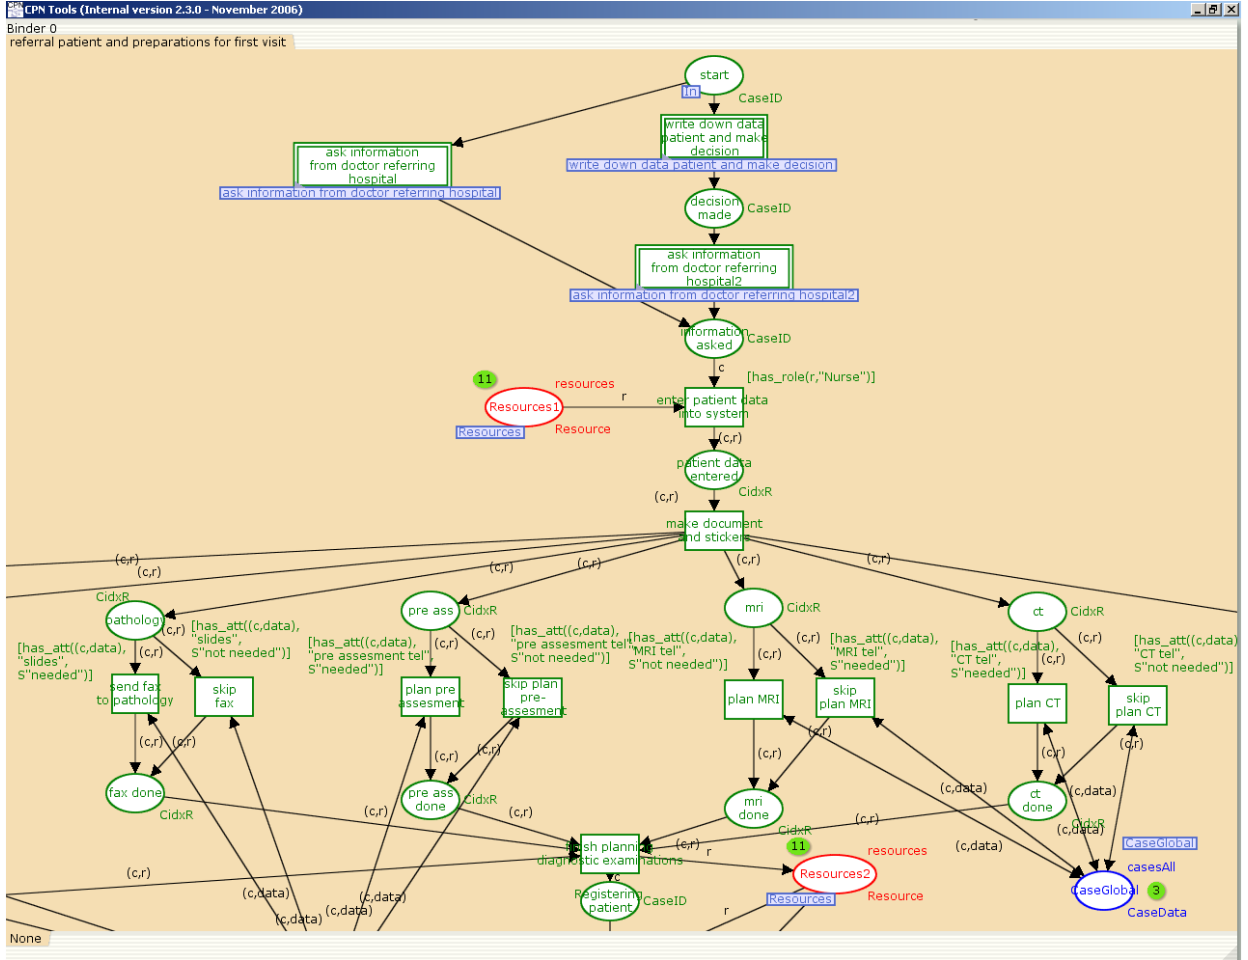 CPN Tools (Internal version 2.3.0 - November 2006)
Binder 0
referral patient and preparations for first visit
start
In
CaseID
write down data
patient and make
decision
write down data patient and make decision
ask information
from doctor referring
hospital
ask information from doctor referring hospital
decision
made
CaseID
ask information
from doctor referring
hospital2
ask information from doctor referring hospital2
information
asked
CaseID
c
[has_role(r,"Nurse")]
11
resources
Resources1
r
Resources
Resource
enter patient data
into system
(c,r)
patient data
entered
CidxR
(c,r)
make document
and stickers
(c,r)
(c,r)
(c,r)
(c,r)
(c,r)
(c,r)
CidxR
pathology
pre ass
CidxR
mri
CidxR
ct
CidxR
(c,r)
(c,r)
(c,r)
(c,r)
(c,r)
(c,r)
(c,r)
(c,r)
[has_att((c,data),
"slides",
S"needed")]
[has_att((c,data),
"slides",
S"not needed")]
[has_att((c,data),
"pre assesment tel",
S"needed")]
[has_att((c,data),
"pre assesment tel",
S"not needed")]
[has_att((c,data),
"MRI tel",
S"needed")]
[has_att((c,data),
"MRI tel",
S"not needed")]
[has_att((c,data),
"CT tel",
S"needed")]
[has_att((c,data),
"CT tel",
S"not needed")]
send fax
to pathology
skip
fax
plan pre
assesment
skip plan
pre-
assesment
plan MRI
skip
plan MRI
plan CT
skip
plan CT
(c,r)
(c,r)
(c,r)
(c,r)
(c,r)
(c,r)
(c,r)
(c,r)
fax done
CidxR
pre ass
done
CidxR
mri
done
CidxR
ct
done
CidxR
(c,r)
(c,r)
(c,r)
(c,r)
(c,r)
(c,data)
(c,data)
(c,data)
(c,data)
(c,data)
(c,data)
finish planning
diagnostic examinations
r
c
11
resources
Resources2
Resources
Resource
r
Registering
patient
CaseID
CaseGlobal
casesAll
CaseGlobal
3
CaseData
None